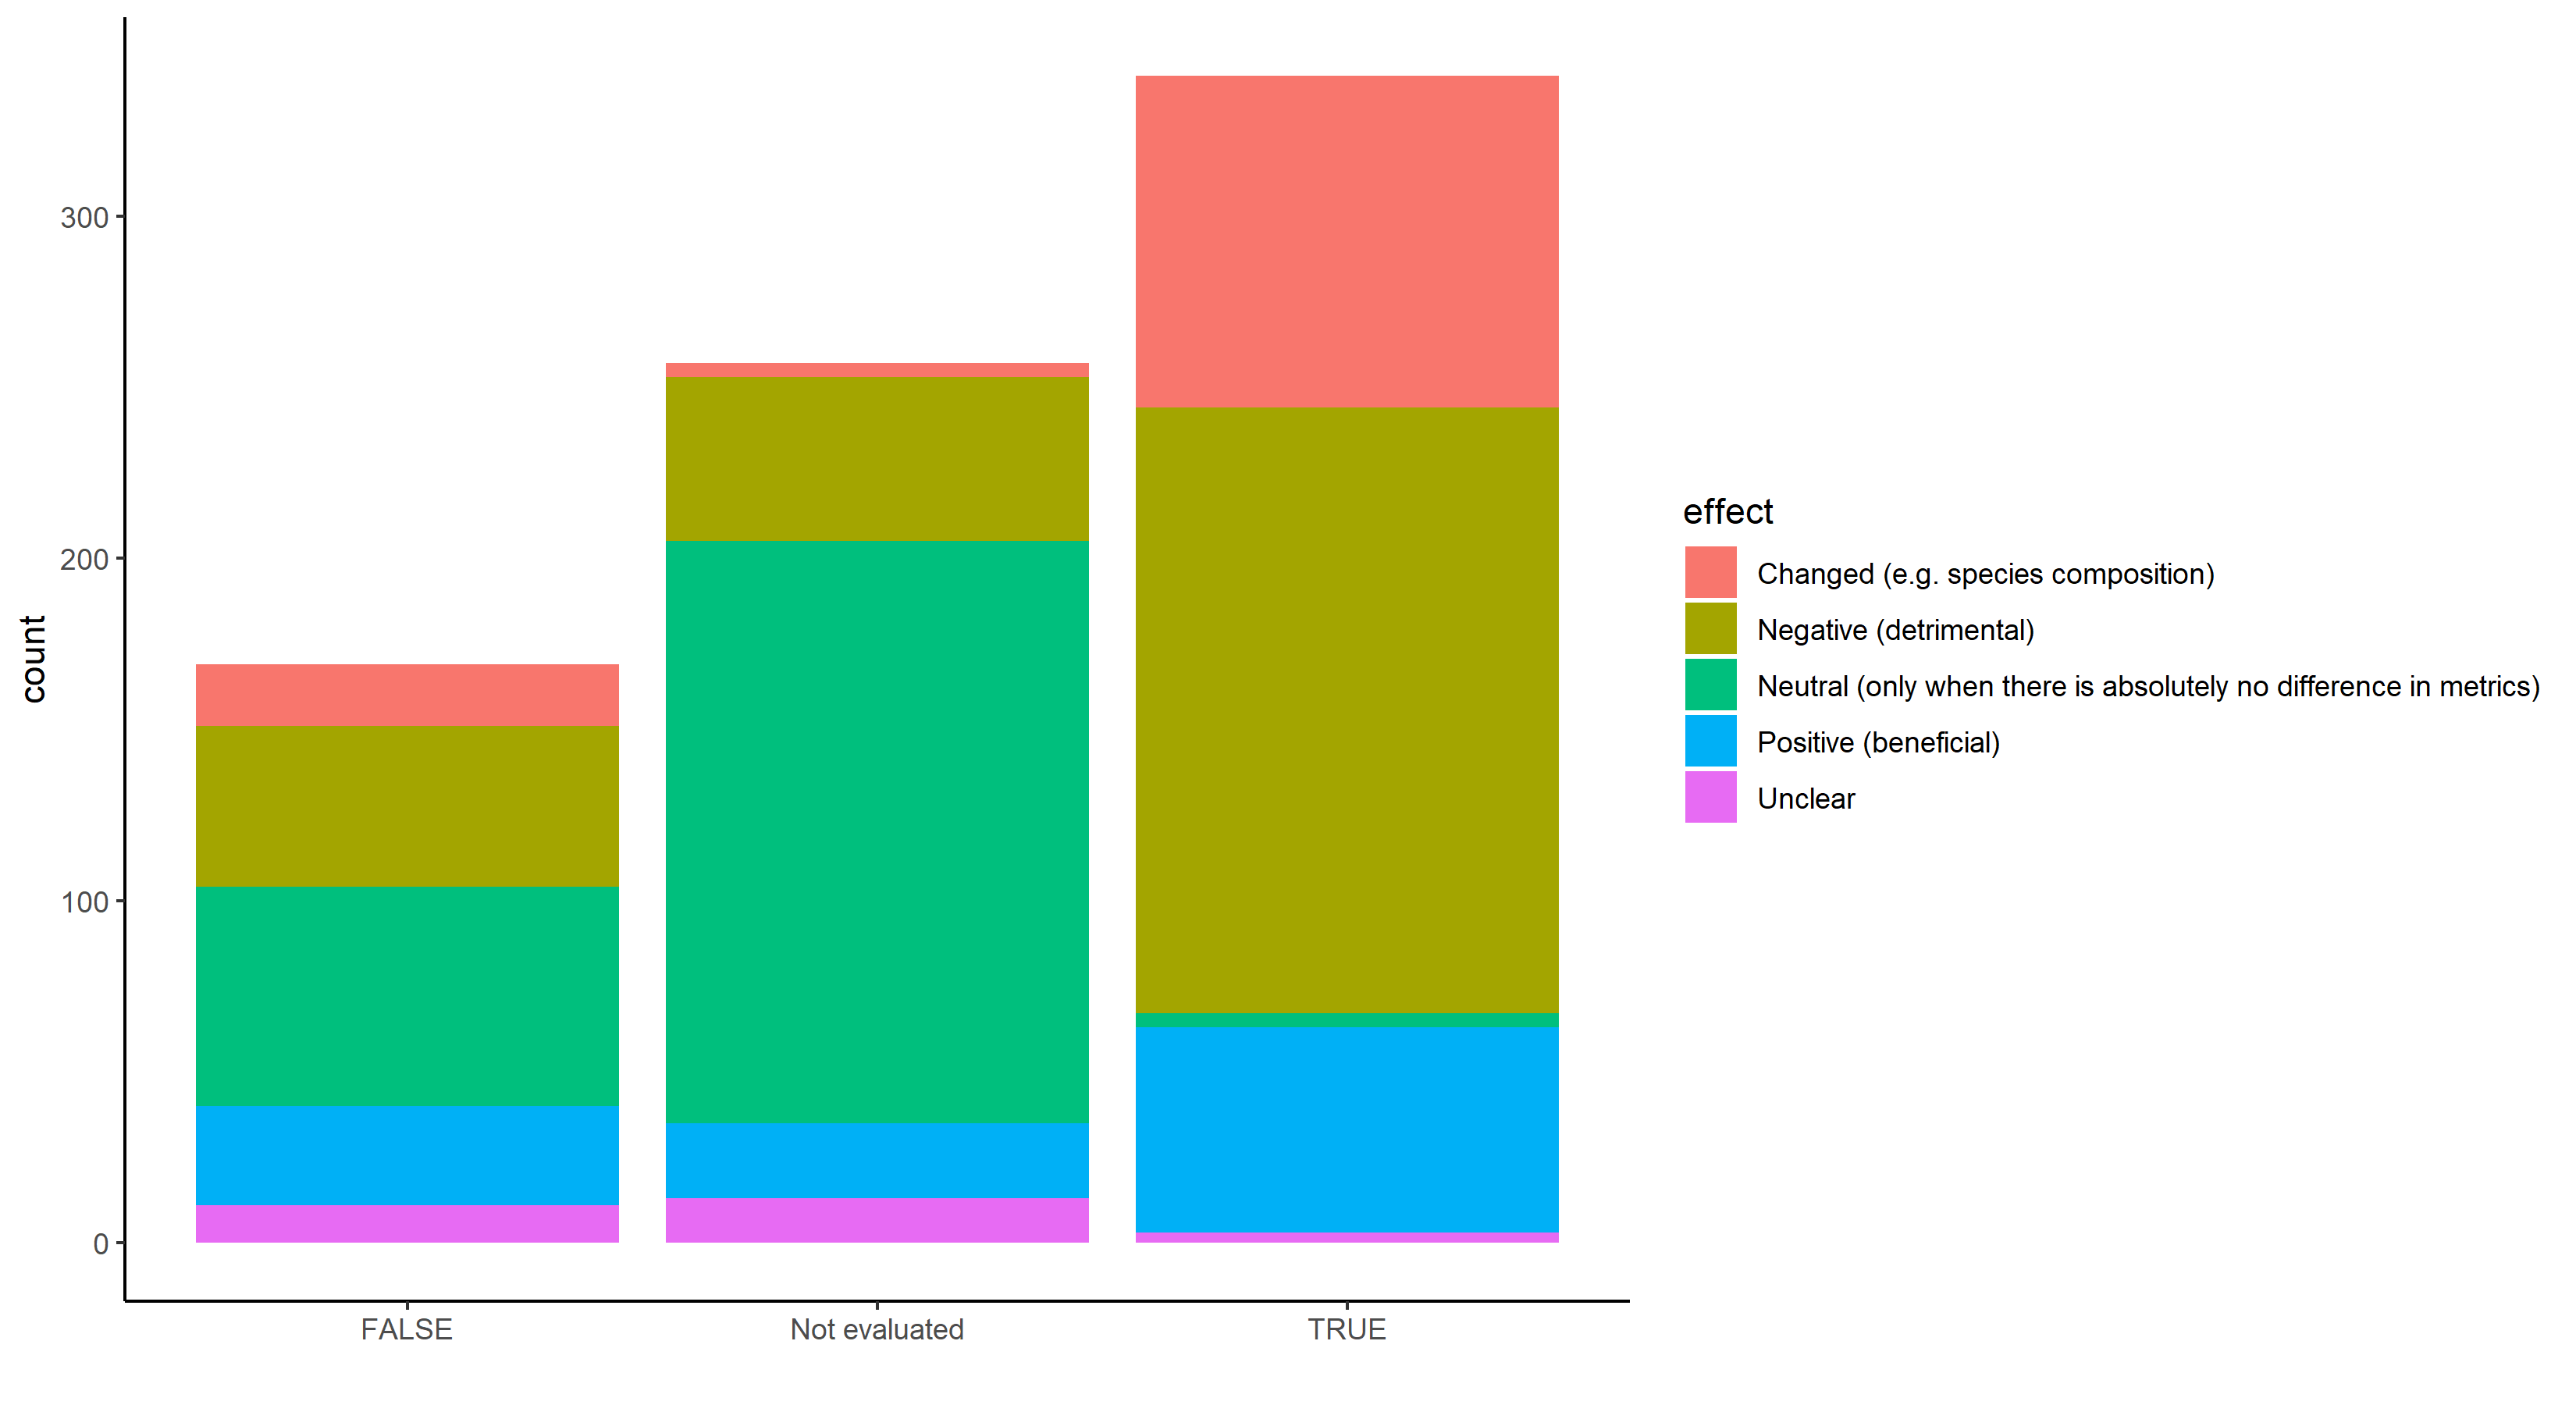 count
300
200
100
0
FALSE
Not evaluated
TRUE
effect
Changed (e.g. species composition)
Negative (detrimental)
Neutral (only when there is absolutely no difference in metrics)
Positive (beneficial)
Unclear